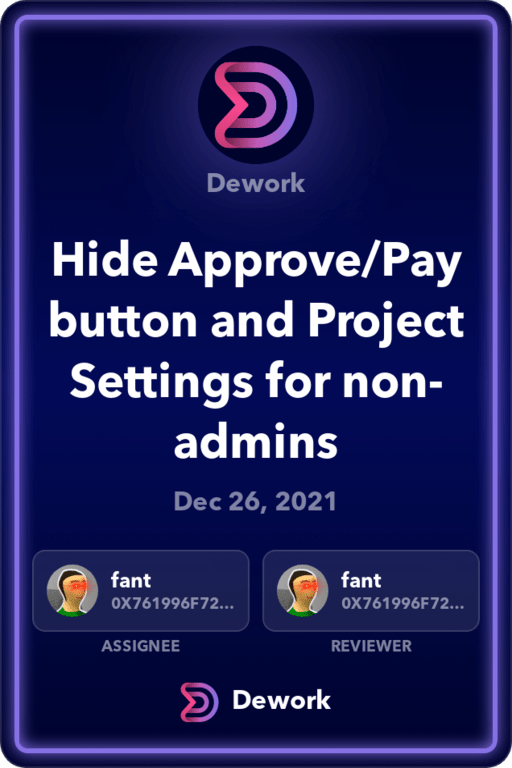 Dework
Hide Approve/Pay
button and Project
Settings for non-
admins
Dec 26, 2021
fant
0X761996F72...
ASSIGNEE
fant
0X761996F72...
REVIEWER
Dework